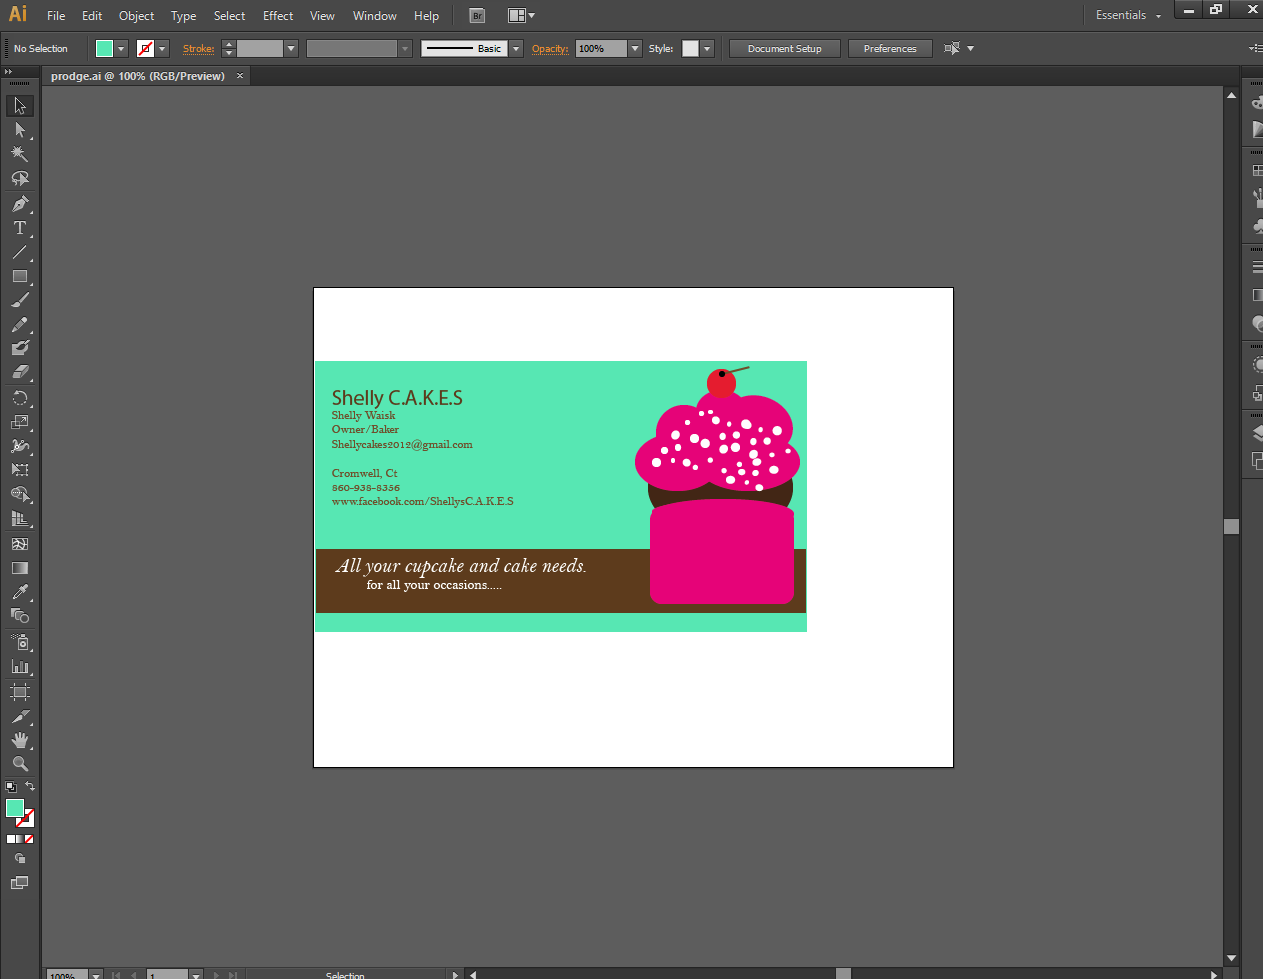 Ai File Edit Object Type Select Effect View Window Help Br Essentials
No Selection Stroke: Basic Opacity: 100% Style: Document Setup Preferences
prodge.ai @ 100% (RGB/Preview) ×
Shelly C.A.K.E.S
Shelly Waisk
Owner/Baker
Shellycakes2012@gmail.com
Cromwell, Ct
860-938-8356
www.facebook.com/ShellysC.A.K.E.S
All your cupcake and cake needs.
for all your occasions.....
T
100% 1 Selection